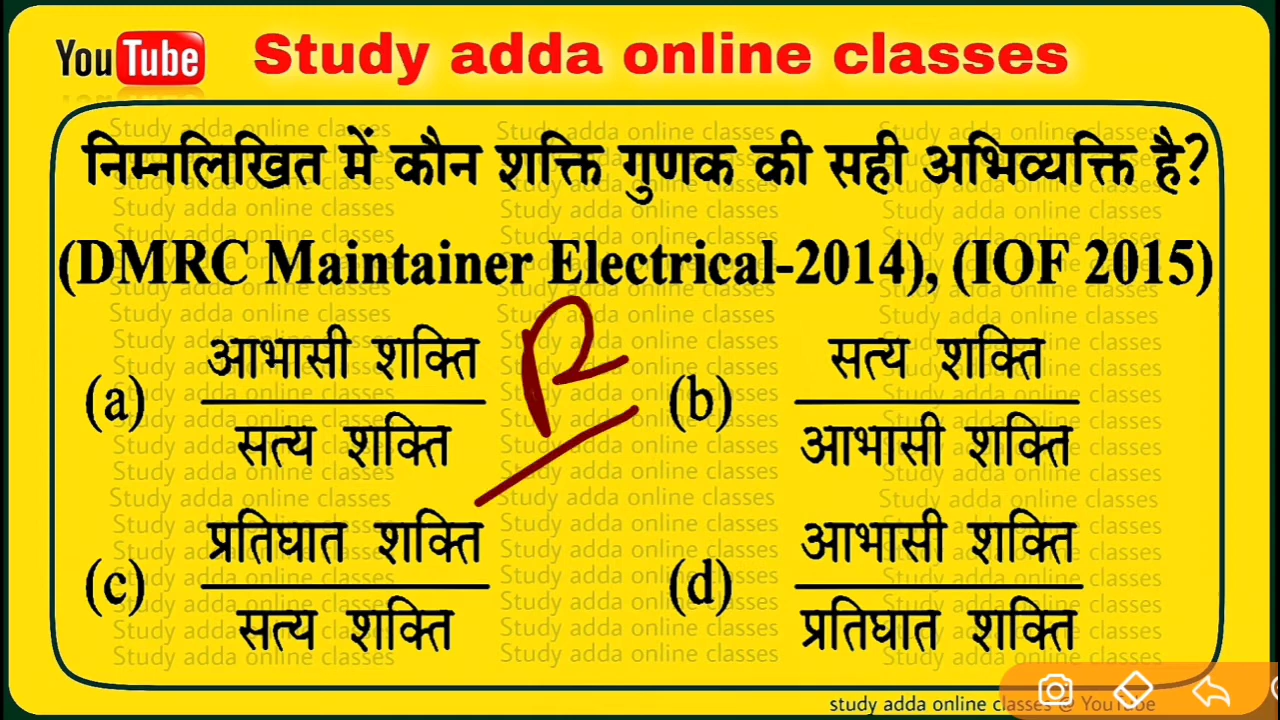 YouTube Study adda online classes
निम्नलिखित में कौन शक्ति गुणक की सही अभिव्यक्ति है?
(DMRC Maintainer Electrical-2014), (IOF 2015)
(a) आभासी शक्ति
सत्य शक्ति
R
(b) सत्य शक्ति
आभासी शक्ति
(c) प्रतिघात शक्ति
सत्य शक्ति
(d) आभासी शक्ति
प्रतिघात शक्ति
study adda online classes @ YouTube